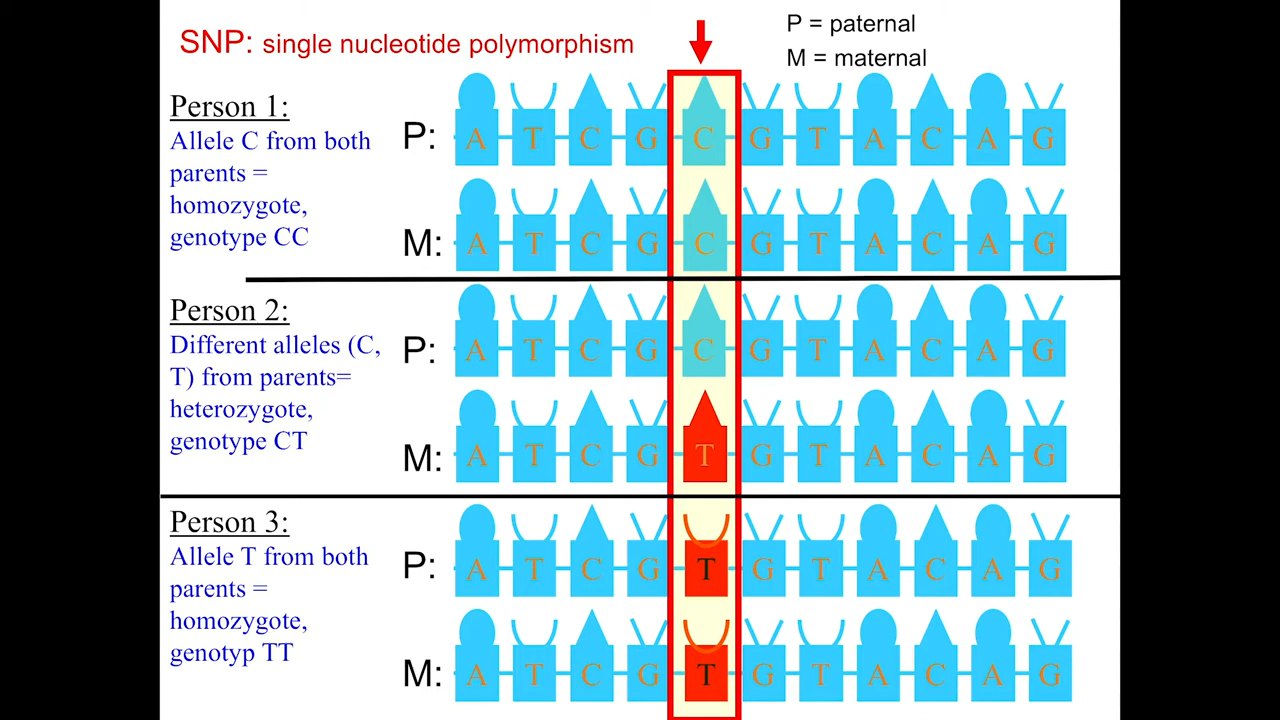 SNP: single nucleotide polymorphism
P = paternal
M = maternal
Person 1:
Allele C from both
parents =
homozygote,
genotype CC
P: A T C G C G T A C A G
M: A T C G C G T A C A G
Person 2:
Different alleles (C,
T) from parents=
heterozygote,
genotype CT
P: A T C G C G T A C A G
M: A T C G T G T A C A G
Person 3:
Allele T from both
parents =
homozygote,
genotyp TT
P: A T C G T G T A C A G
M: A T C G T G T A C A G